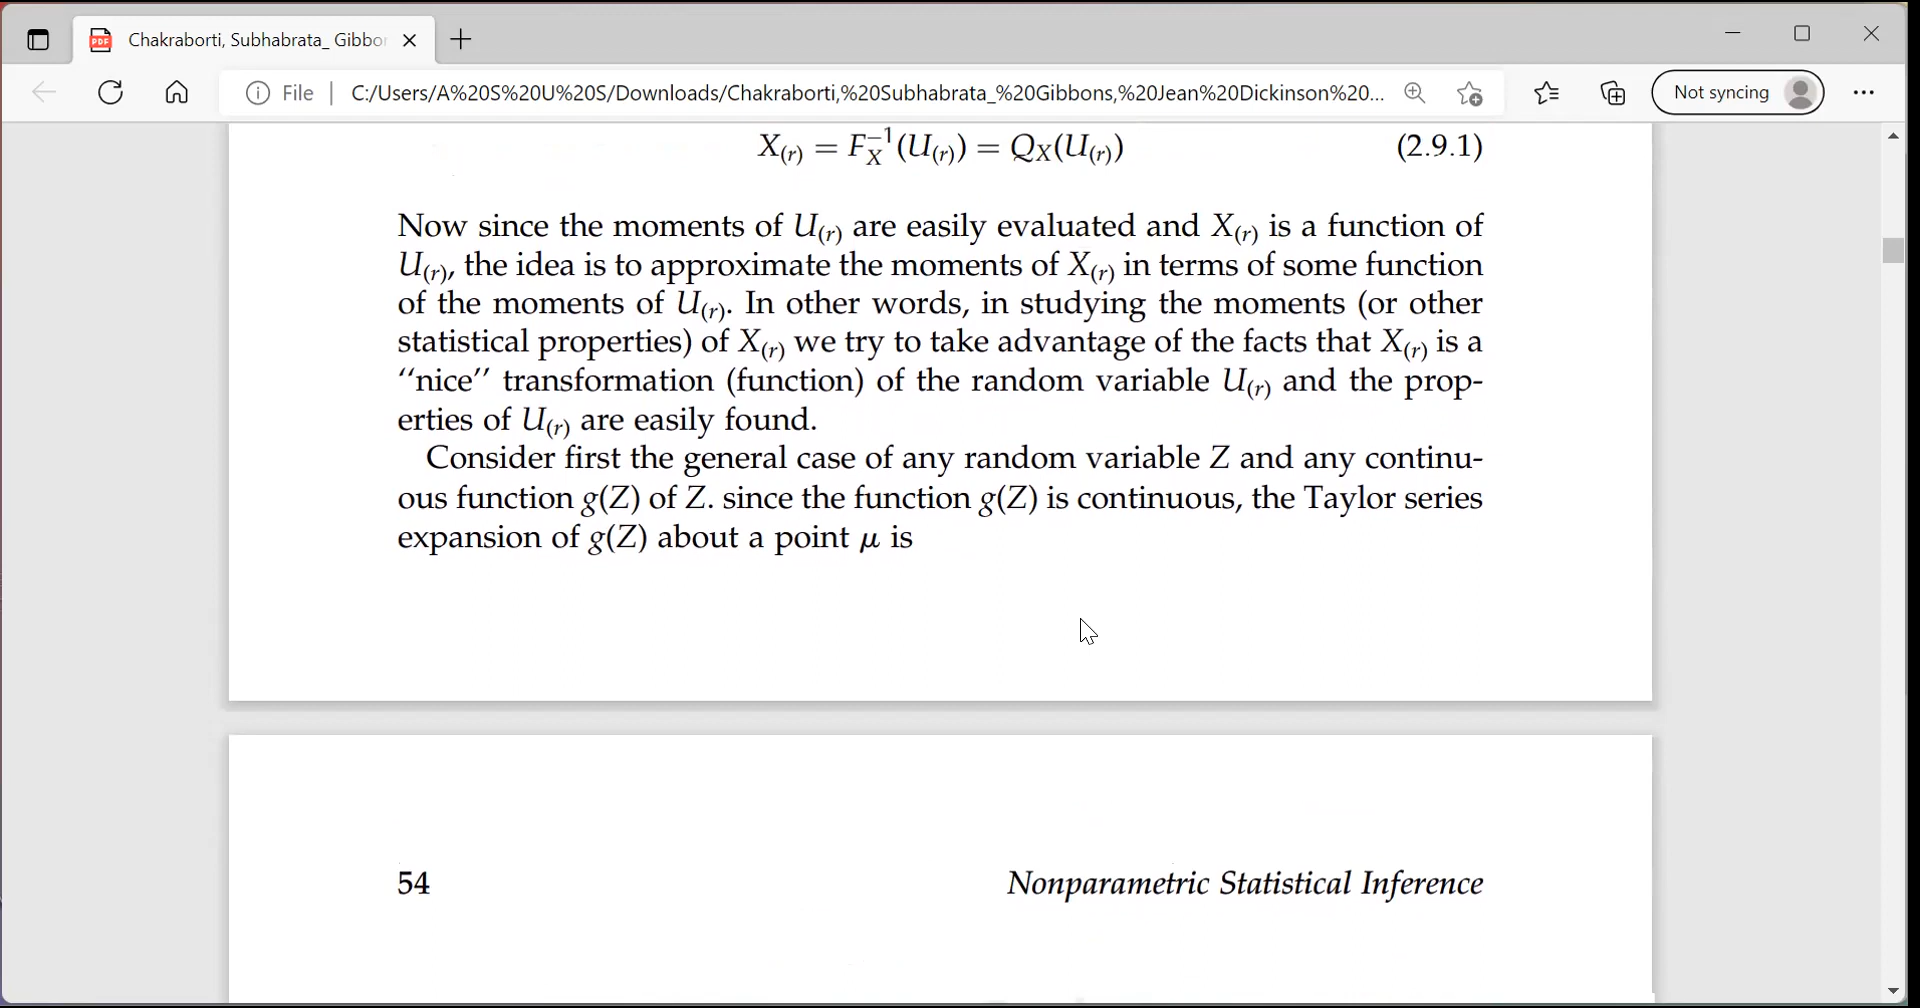 Chakraborti, Subhabrata_ Gibbo
File | C:/Users/A%20S%20U%20S/Downloads/Chakraborti,%20Subhabrata_%20Gibbons,%20Jean%20Dickinson%20... Not syncing
X(r) = F_X^{-1}(U(r)) = Q_X(U(r)) (2.9.1)
Now since the moments of U(r) are easily evaluated and X(r) is a function of
U(r), the idea is to approximate the moments of X(r) in terms of some function
of the moments of U(r). In other words, in studying the moments (or other
statistical properties) of X(r) we try to take advantage of the facts that X(r) is a
‘‘nice’’ transformation (function) of the random variable U(r) and the prop-
erties of U(r) are easily found.
Consider first the general case of any random variable Z and any continu-
ous function g(Z) of Z. since the function g(Z) is continuous, the Taylor series
expansion of g(Z) about a point μ is
54 Nonparametric Statistical Inference